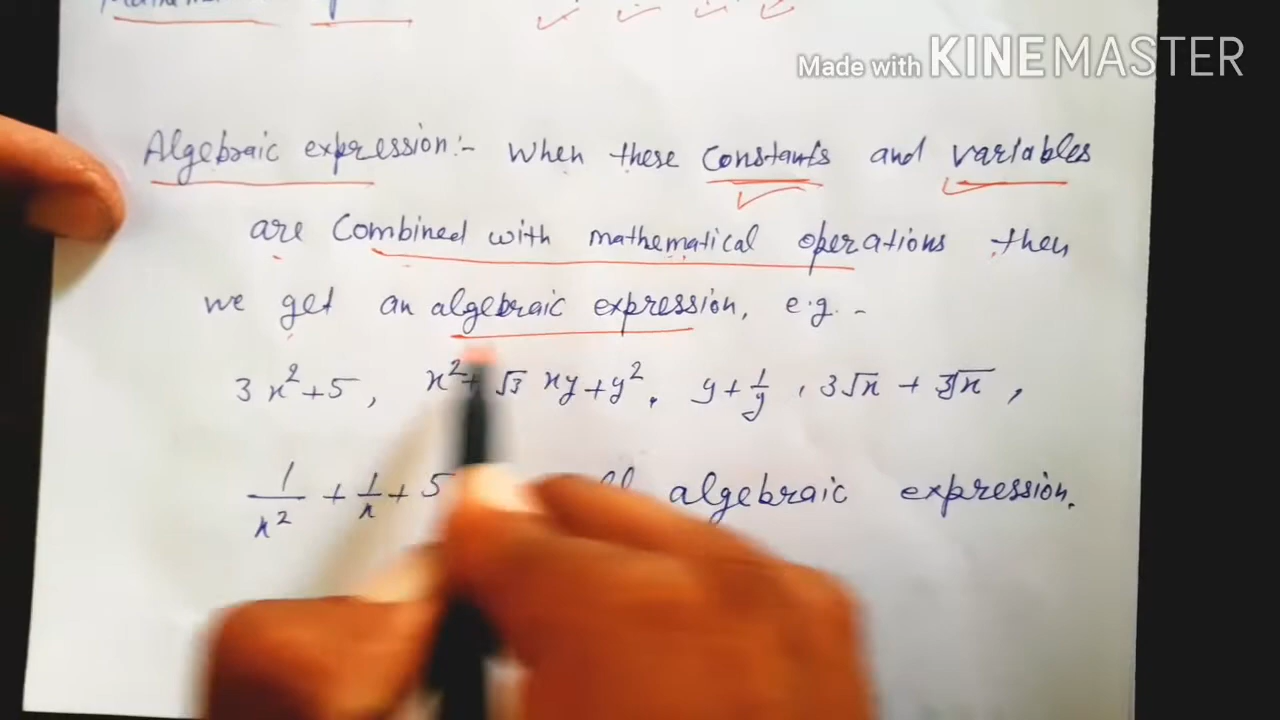 Made with KINEMASTER
Algebraic expression:- When these constants and variables
are combined with mathematical operations then
we get an algebraic expression, e.g. -
3x²+5, x²+√3 xy+y², y+1/y, 3√x + ∛x,
1/x² + 1/x + 5 algebraic expression.